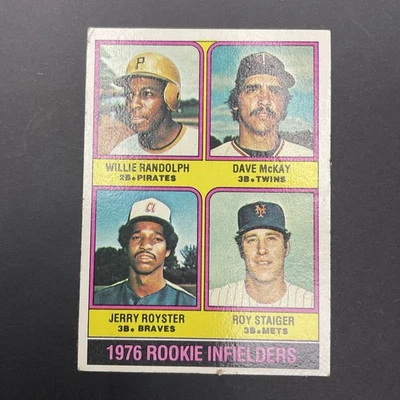 WILLIE RANDOLPH
2B.•PIRATES
DAVE McKAY
3B.•TWINS
JERRY ROYSTER
3B.•BRAVES
ROY STAIGER
3B.•METS
1976 ROOKIE INFIELDERS